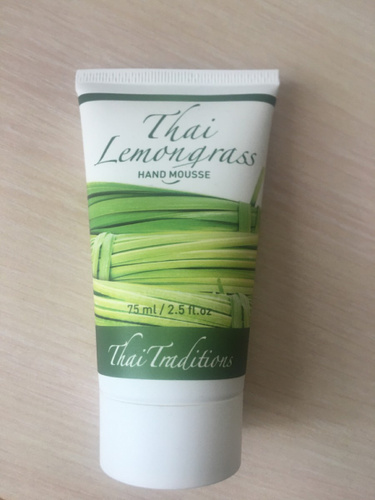 Thai
Lemongrass
HAND MOUSSE
75 ml / 2.5 fl.oz
Thai Traditions